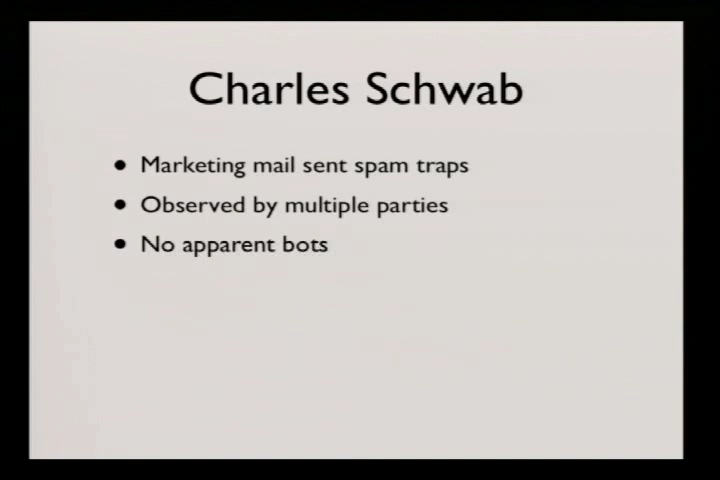 Charles Schwab
• Marketing mail sent spam traps
• Observed by multiple parties
• No apparent bots